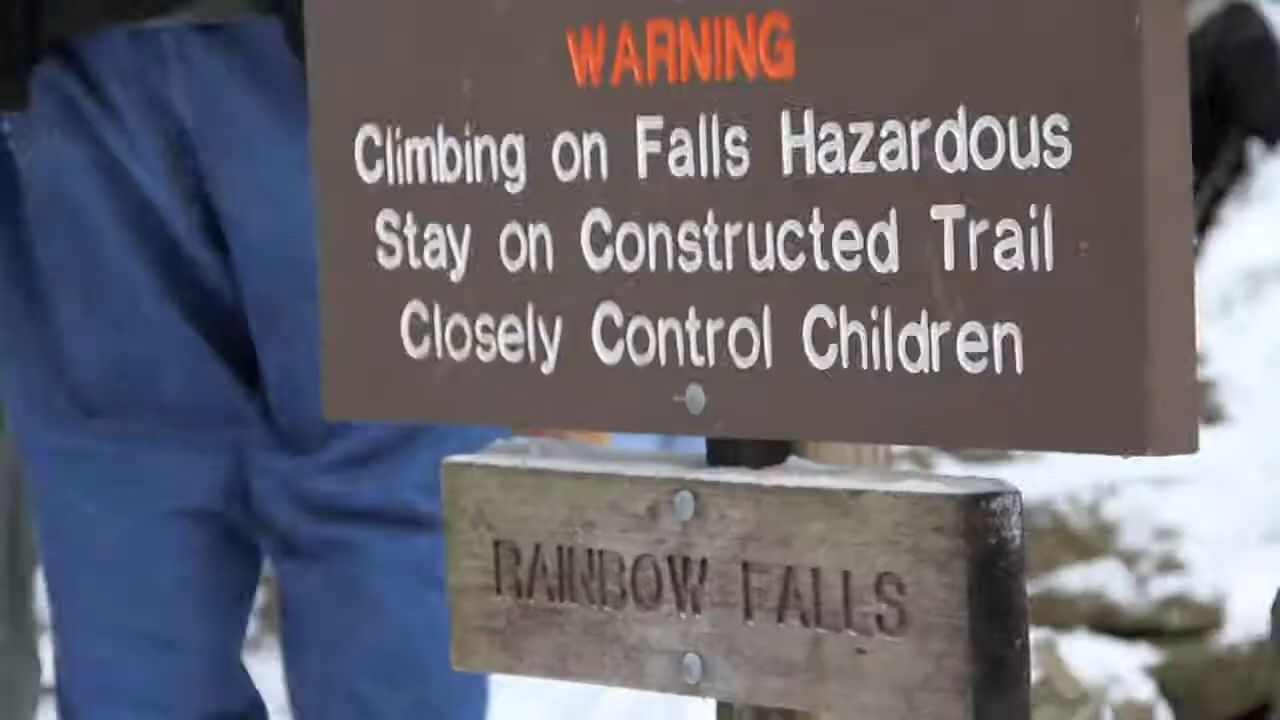 WARNING
Climbing on Falls Hazardous
Stay on Constructed Trail
Closely Control Children
RAINBOW FALLS